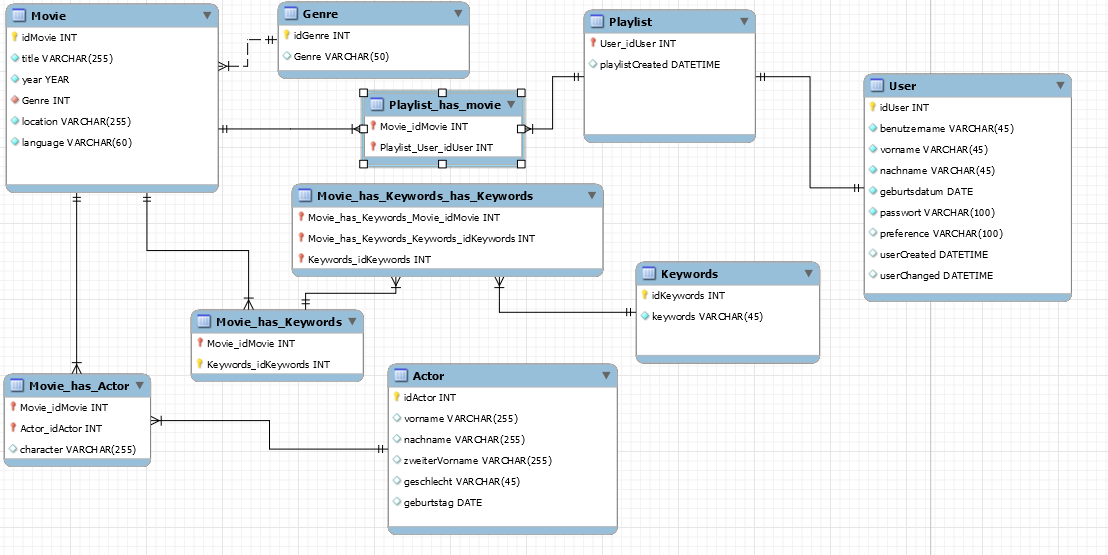 Movie
idMovie INT
title VARCHAR(255)
year YEAR
Genre INT
location VARCHAR(255)
language VARCHAR(60)
Genre
idGenre INT
Genre VARCHAR(50)
Playlist_has_movie
Movie_idMovie INT
Playlist_User_idUser INT
Playlist
User_idUser INT
playlistCreated DATETIME
User
idUser INT
benutzername VARCHAR(45)
vorname VARCHAR(45)
nachname VARCHAR(45)
geburtsdatum DATE
passwort VARCHAR(100)
preference VARCHAR(100)
userCreated DATETIME
userChanged DATETIME
Movie_has_Keywords_has_Keywords
Movie_has_Keywords_Movie_idMovie INT
Movie_has_Keywords_Keywords_idKeywords INT
Keywords_idKeywords INT
Keywords
idKeywords INT
keywords VARCHAR(45)
Movie_has_Keywords
Movie_idMovie INT
Keywords_idKeywords INT
Movie_has_Actor
Movie_idMovie INT
Actor_idActor INT
character VARCHAR(255)
Actor
idActor INT
vorname VARCHAR(255)
nachname VARCHAR(255)
zweiterVorname VARCHAR(255)
geschlecht VARCHAR(45)
geburtstag DATE